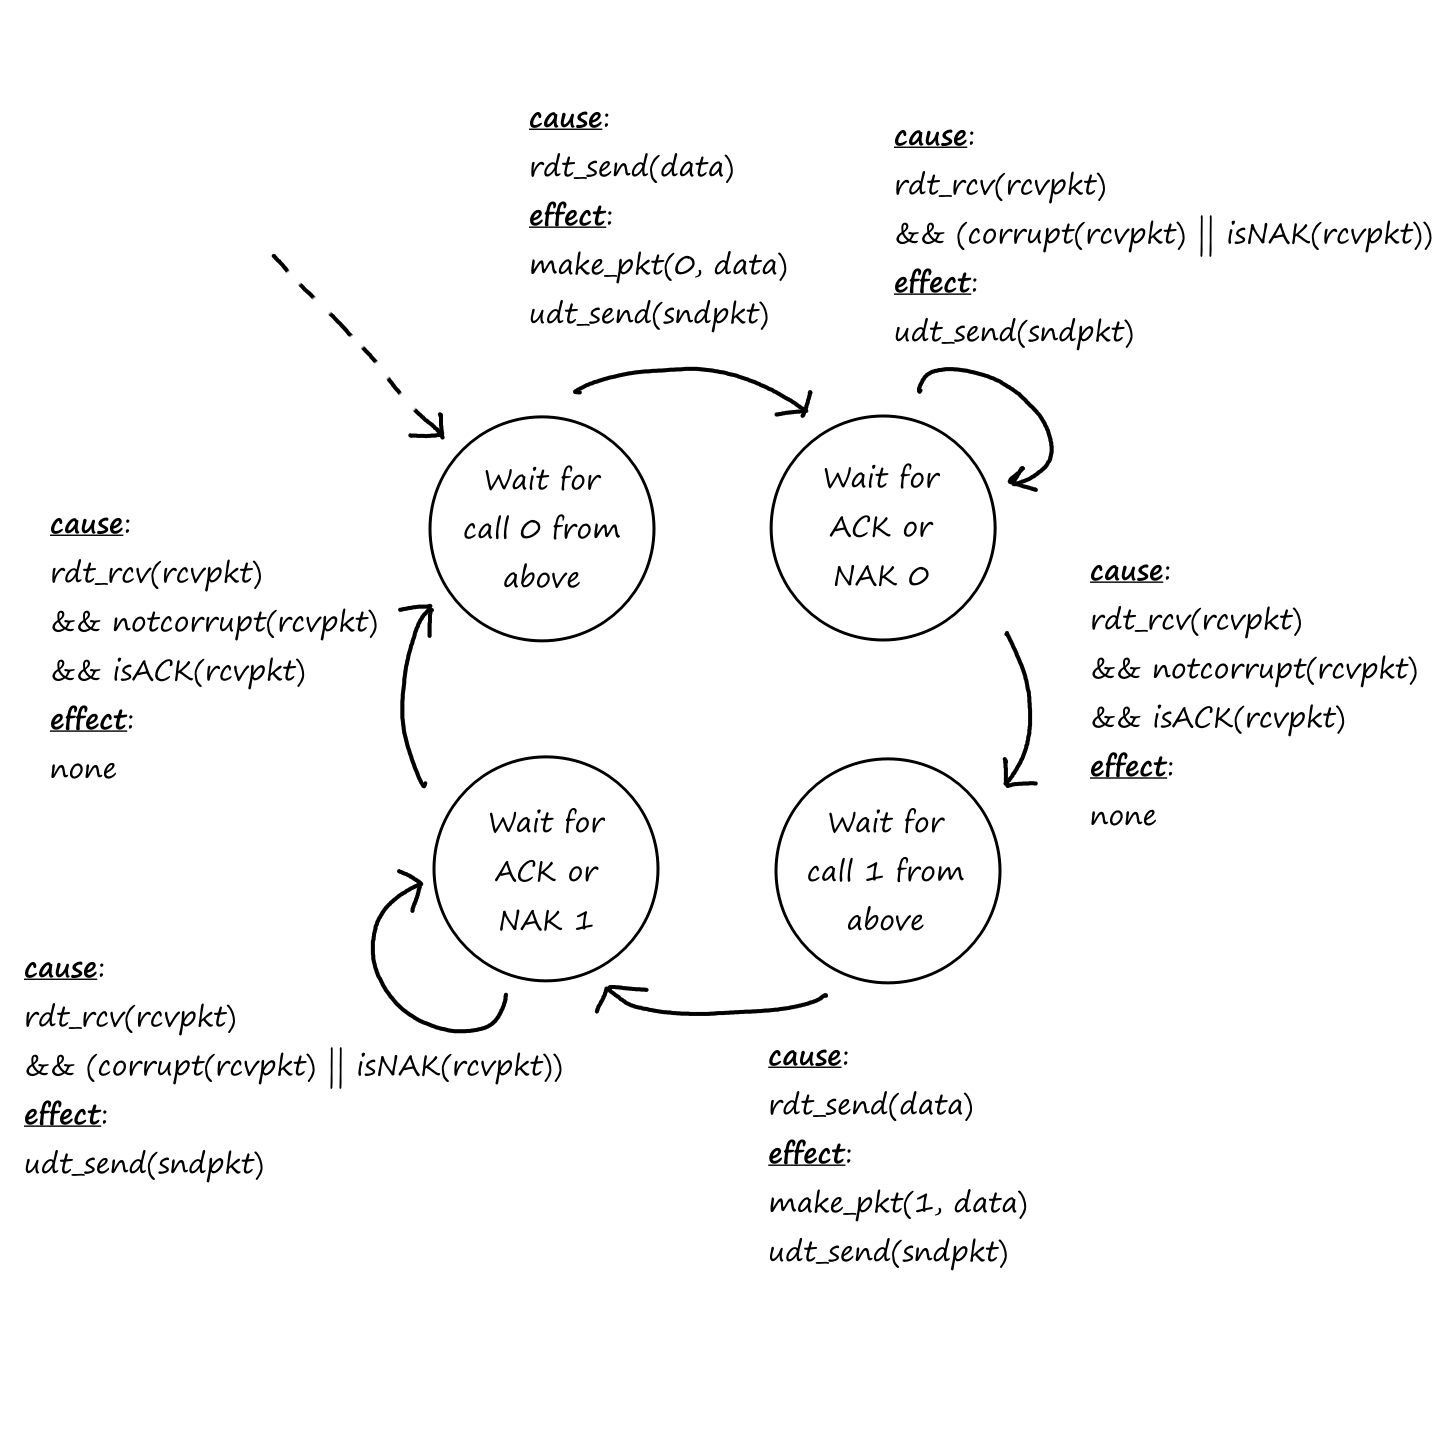 cause:
rdt_send(data)
effect:
make_pkt(0, data)
udt_send(sndpkt)
cause:
rdt_rcv(rcvpkt)
&& (corrupt(rcvpkt) || isNAK(rcvpkt))
effect:
udt_send(sndpkt)
Wait for
call 0 from
above
Wait for
ACK or
NAK 0
cause:
rdt_rcv(rcvpkt)
&& notcorrupt(rcvpkt)
&& isACK(rcvpkt)
effect:
none
cause:
rdt_rcv(rcvpkt)
&& notcorrupt(rcvpkt)
&& isACK(rcvpkt)
effect:
none
Wait for
ACK or
NAK 1
Wait for
call 1 from
above
cause:
rdt_rcv(rcvpkt)
&& (corrupt(rcvpkt) || isNAK(rcvpkt))
effect:
udt_send(sndpkt)
cause:
rdt_send(data)
effect:
make_pkt(1, data)
udt_send(sndpkt)